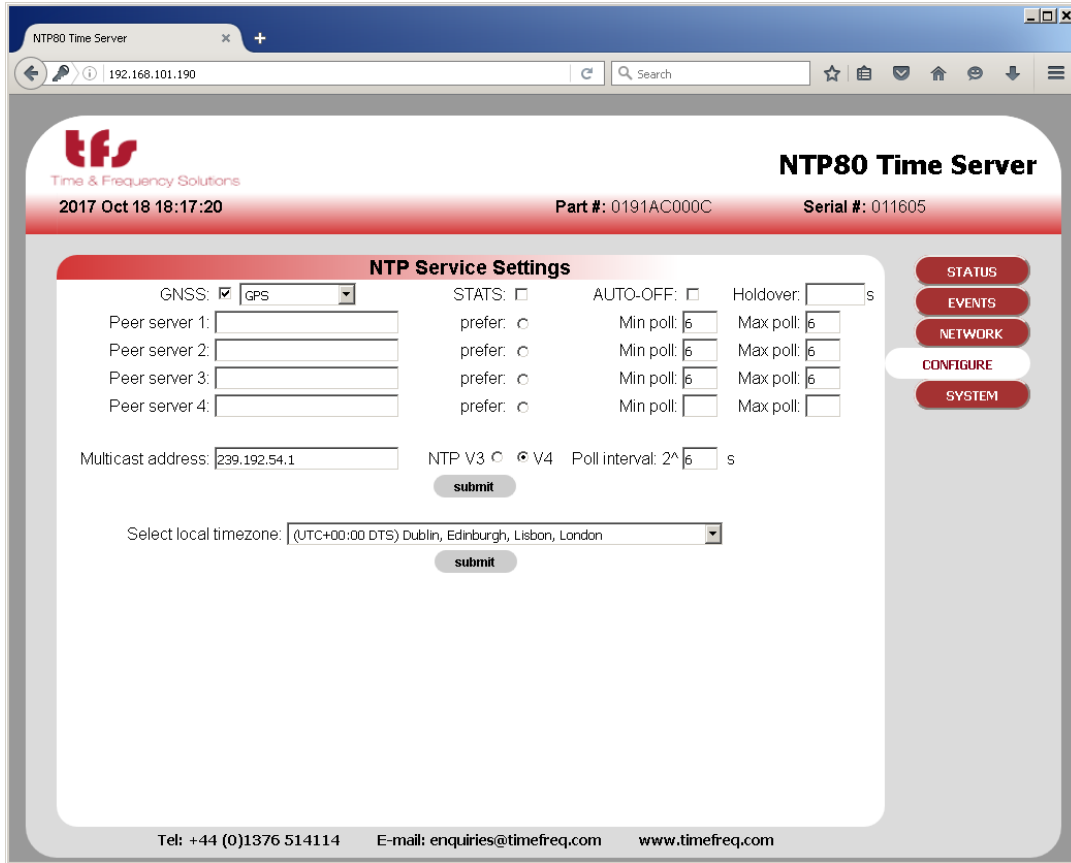 NTP80 Time Server
192.168.101.190
Search
tfs
Time & Frequency Solutions
NTP80 Time Server
2017 Oct 18 18:17:20 Part #: 0191AC000C Serial #: 011605
NTP Service Settings
GNSS: GPS STATS: AUTO-OFF: Holdover: s
Peer server 1: prefer: Min poll: 6 Max poll: 6
Peer server 2: prefer: Min poll: 6 Max poll: 6
Peer server 3: prefer: Min poll: 6 Max poll: 6
Peer server 4: prefer: Min poll: Max poll:
Multicast address: 239.192.54.1 NTP V3 V4 Poll interval: 2^ 6 s
submit
Select local timezone: (UTC+00:00 DTS) Dublin, Edinburgh, Lisbon, London
submit
STATUS
EVENTS
NETWORK
CONFIGURE
SYSTEM
Tel: +44 (0)1376 514114 E-mail: enquiries@timefreq.com www.timefreq.com